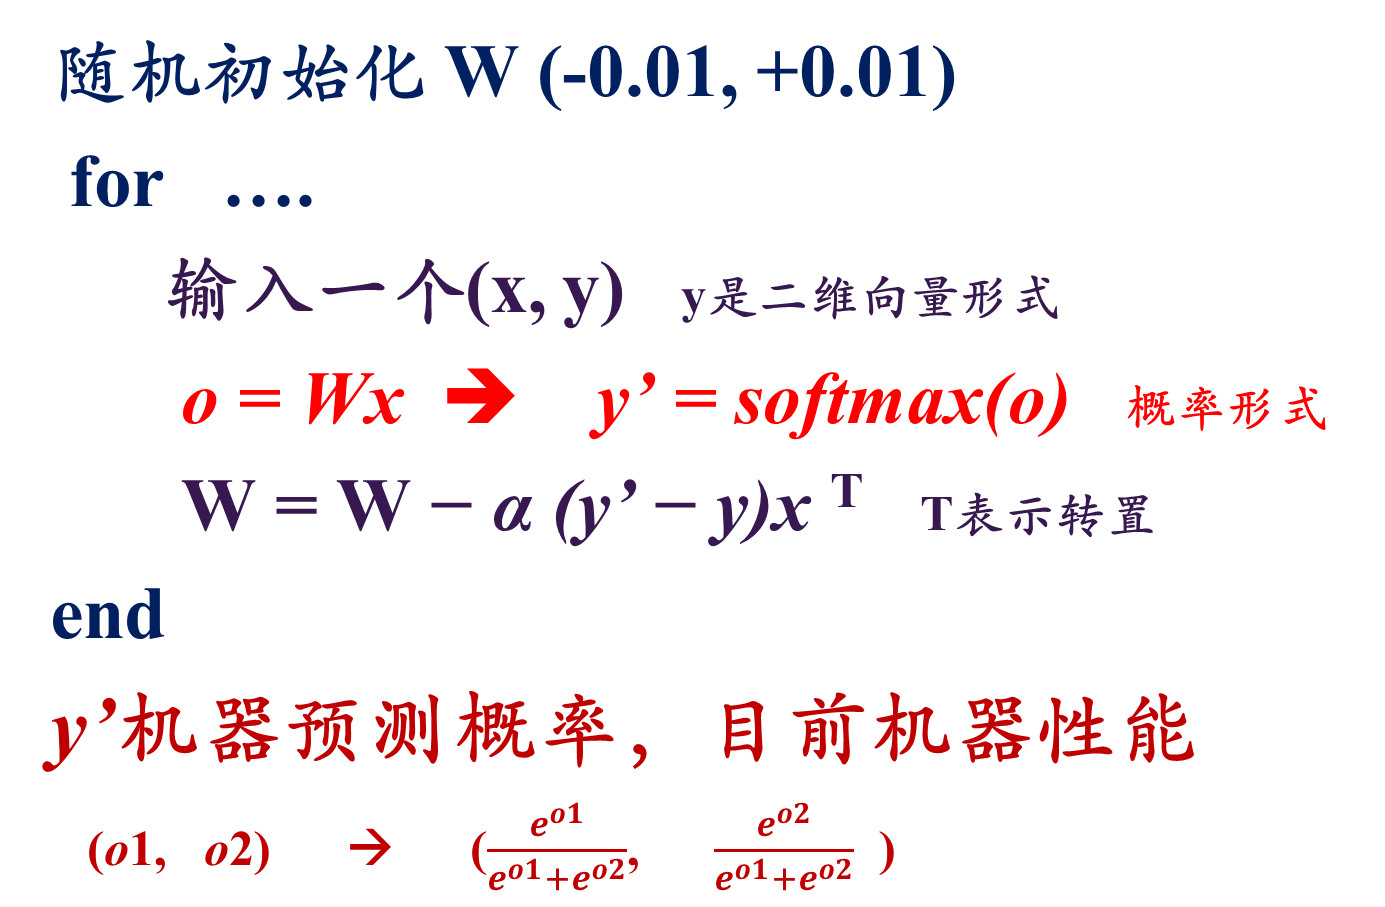 随机初始化 W (-0.01, +0.01)
for ….
输入一个(x, y) y是二维向量形式
o = Wx ➔ y’ = softmax(o) 概率形式
W = W − α (y’ − y)x ᵀ T表示转置
end
y’机器预测概率，目前机器性能
(o1, o2) → (e^{o1}/(e^{o1}+e^{o2}), e^{o2}/(e^{o1}+e^{o2}) )